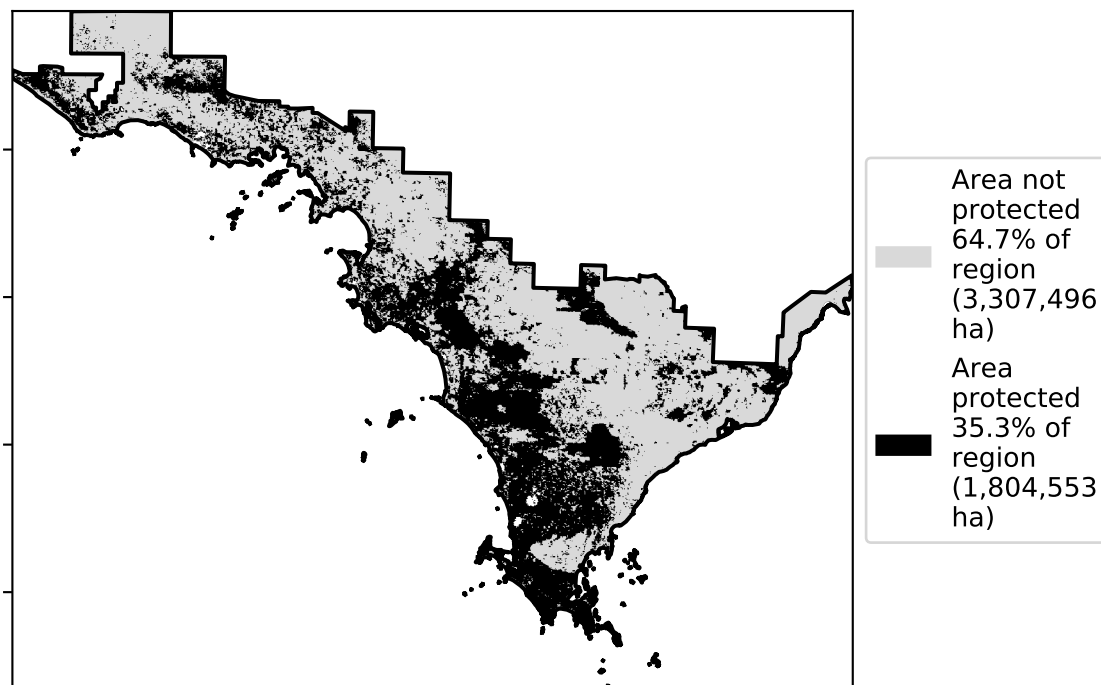 Area not
protected
64.7% of
region
(3,307,496
ha)
Area
protected
35.3% of
region
(1,804,553
ha)